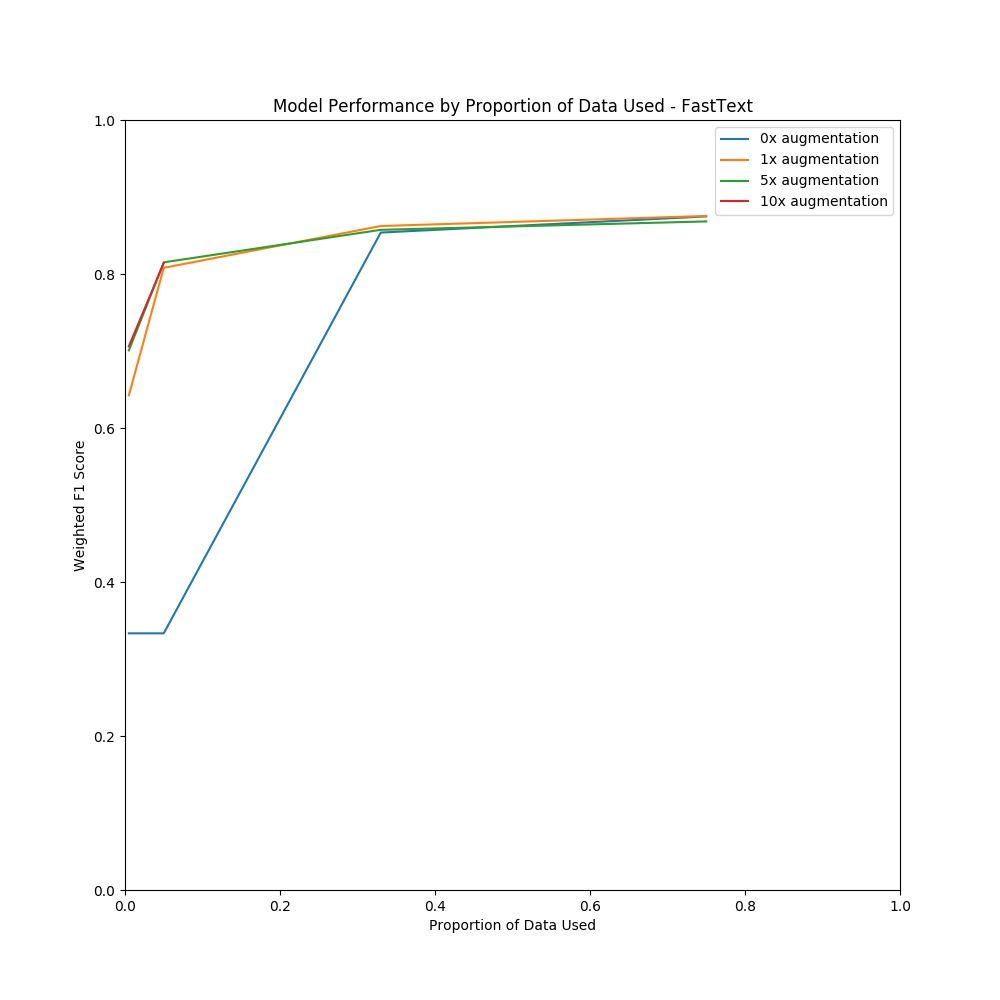 Model Performance by Proportion of Data Used - FastText
0x augmentation
1x augmentation
5x augmentation
10x augmentation
1.0
0.8
0.6
0.4
0.2
0.0
Weighted F1 Score
0.0 0.2 0.4 0.6 0.8 1.0
Proportion of Data Used